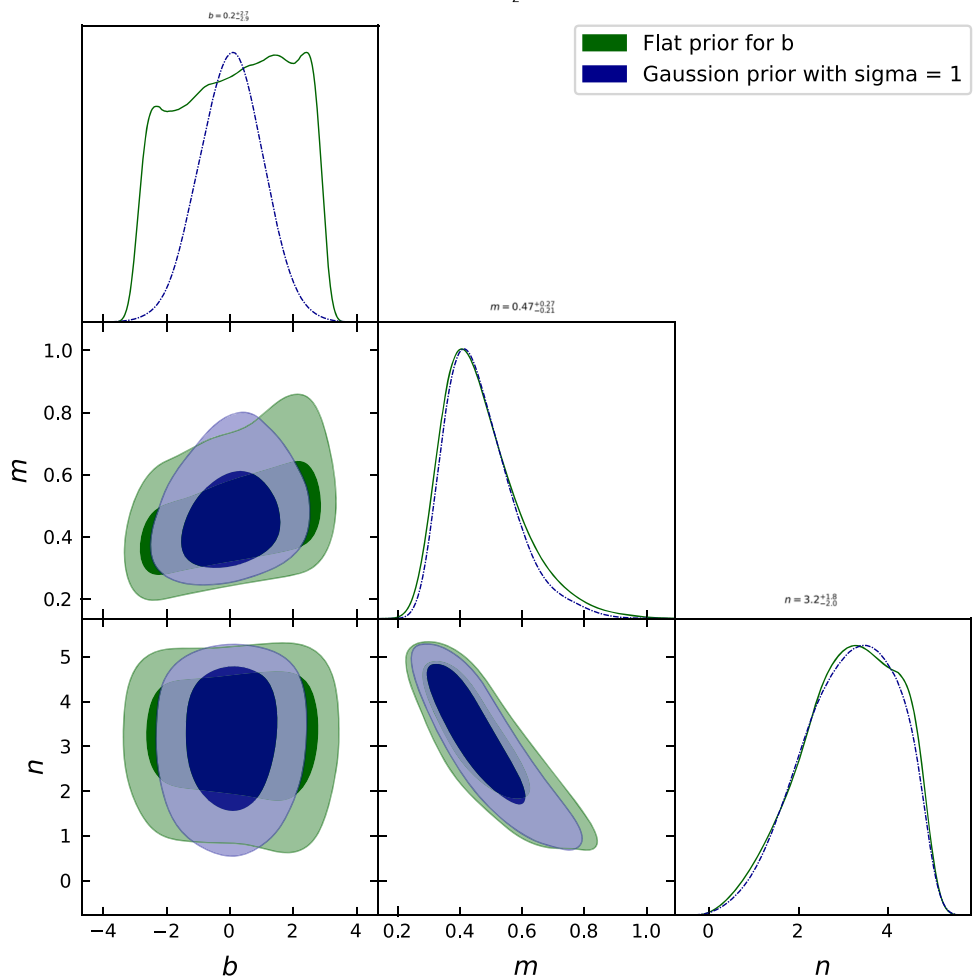 2
b = 0.2^{+2.7}_{-2.9}
Flat prior for b
Gaussion prior with sigma = 1
m = 0.47^{+0.27}_{-0.21}
1.0
0.8
0.6
0.4
0.2
m
n = 3.2^{+1.8}_{-2.0}
5
4
3
2
1
0
n
−4 −2 0 2 4
0.2 0.4 0.6 0.8 1.0
0 2 4
b
m
n